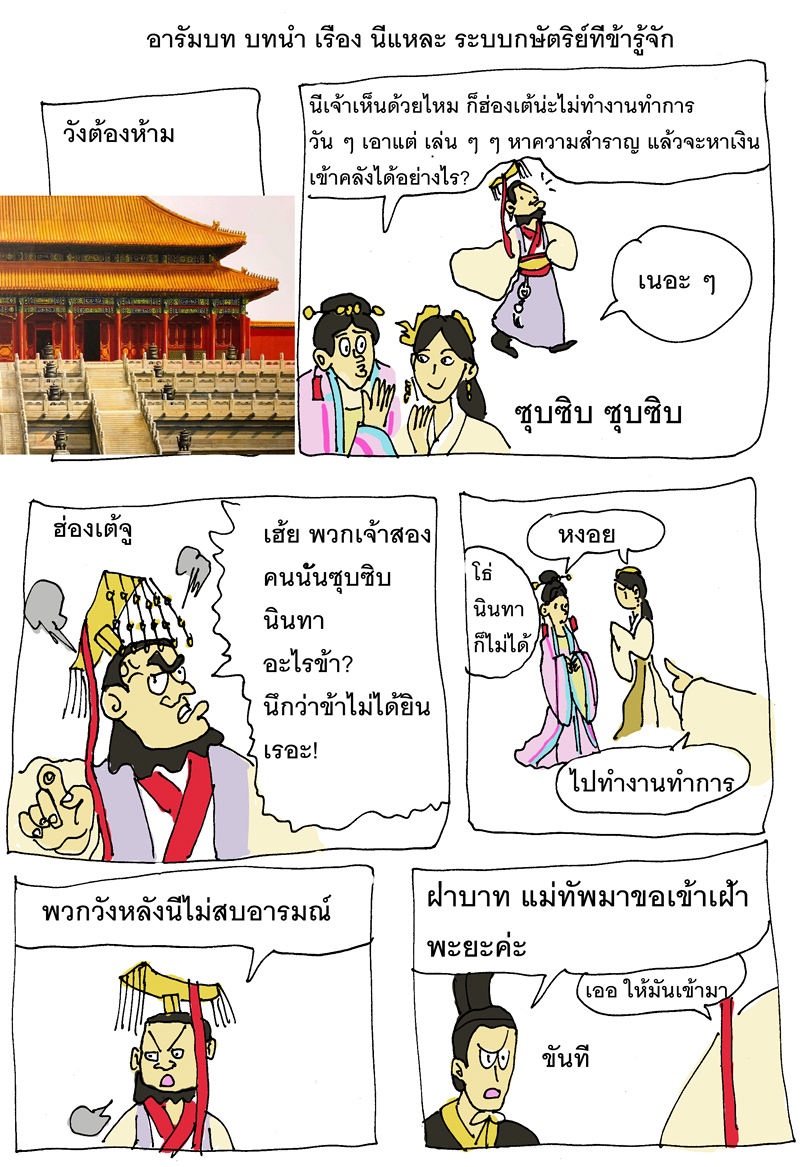 อารัมบท บทนำ เรื่อง นี่แหละ ระบบกษัตริย์ที่ข้ารู้จัก
วังต้องห้าม
นี่เจ้าเห็นด้วยไหม ก็ฮ่องเต้น่ะไม่ทำงานทำการ
วัน ๆ เอาแต่ เล่น ๆ ๆ หาความสำราญ แล้วจะหาเงิน
เข้าคลังได้อย่างไร?
เนอะ ๆ
ซุบซิบ ซุบซิบ
ฮ่องเต้จู
เฮ้ย พวกเจ้าสอง
คนนั้นซุบซิบ
นินทา
อะไรข้า?
นึกว่าข้าไม่ได้ยิน
เรอะ!
หงอย
โธ่
นินทา
ก็ไม่ได้
ไปทำงานทำการ
พวกวังหลังนี่ไม่สบอารมณ์
ฝ่าบาท แม่ทัพมาขอเข้าเฝ้า
พะยะค่ะ
เออ ให้มันเข้ามา
ขันที